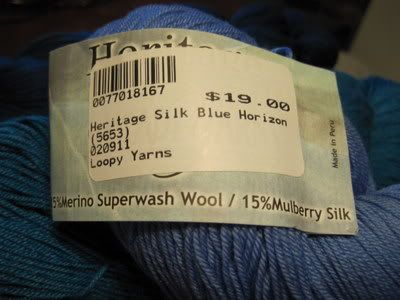 Heritage
0077018167
$19.00
Heritage Silk Blue Horizon
(5653)
020911
Loopy Yarns
Made in Peru
5%Merino Superwash Wool / 15%Mulberry Silk